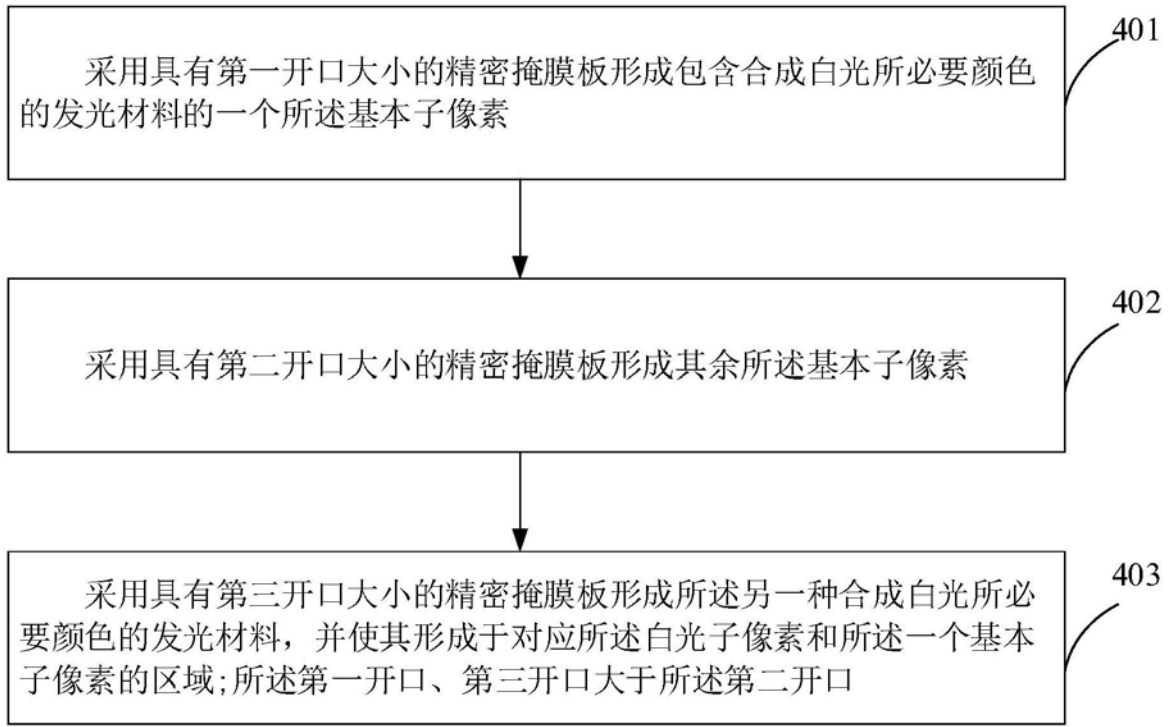 401
采用具有第一开口大小的精密掩膜板形成包含合成白光所必要颜色
的发光材料的一个所述基本子像素
402
采用具有第二开口大小的精密掩膜板形成其余所述基本子像素
403
采用具有第三开口大小的精密掩膜板形成所述另一种合成白光所必
要颜色的发光材料，并使其形成于对应所述白光子像素和所述一个基本
子像素的区域;所述第一开口、第三开口大于所述第二开口